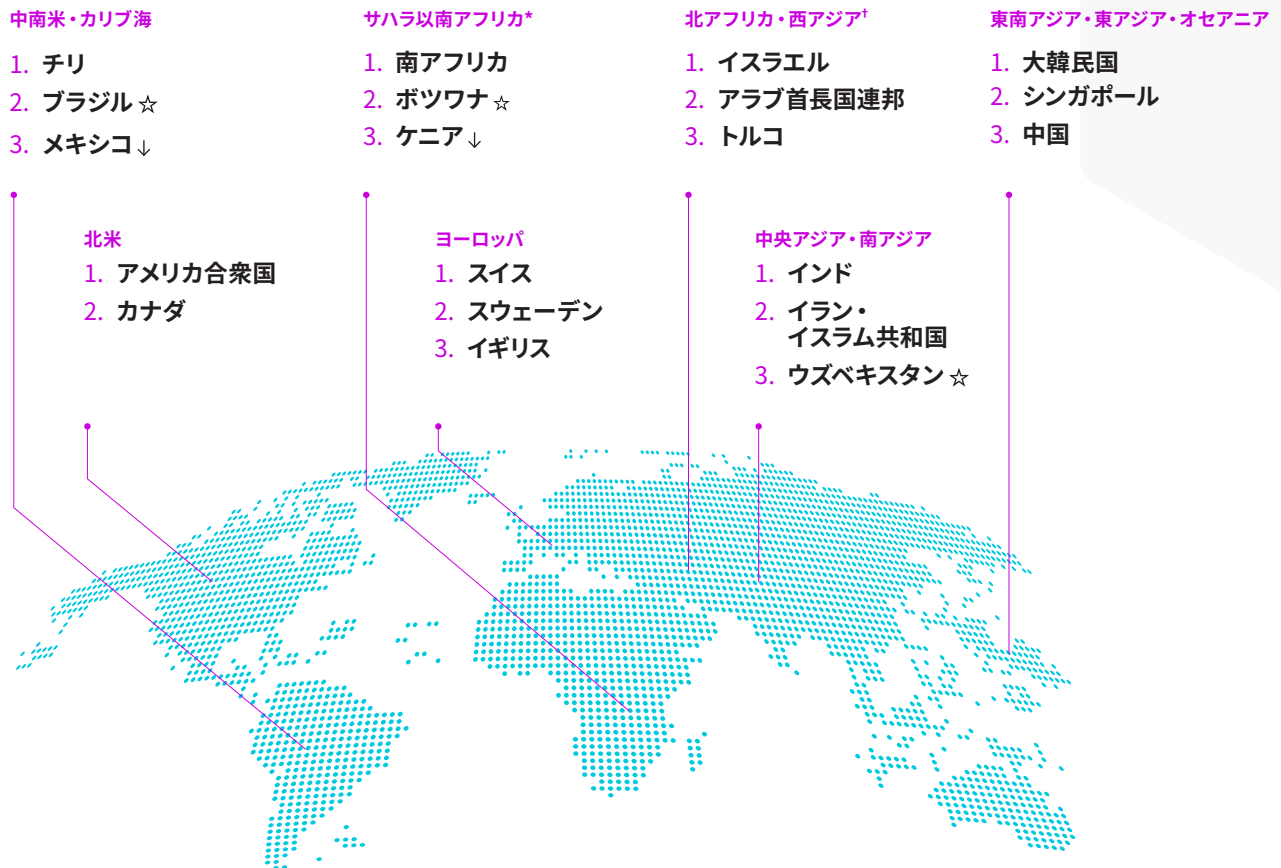 中南米・カリブ海
1. チリ
2. ブラジル ☆
3. メキシコ ↓
サハラ以南アフリカ*
1. 南アフリカ
2. ボツワナ ☆
3. ケニア ↓
北アフリカ・西アジア†
1. イスラエル
2. アラブ首長国連邦
3. トルコ
東南アジア・東アジア・オセアニア
1. 大韓民国
2. シンガポール
3. 中国
北米
1. アメリカ合衆国
2. カナダ
ヨーロッパ
1. スイス
2. スウェーデン
3. イギリス
中央アジア・南アジア
1. インド
2. イラン・
イスラム共和国
3. ウズベキスタン ☆